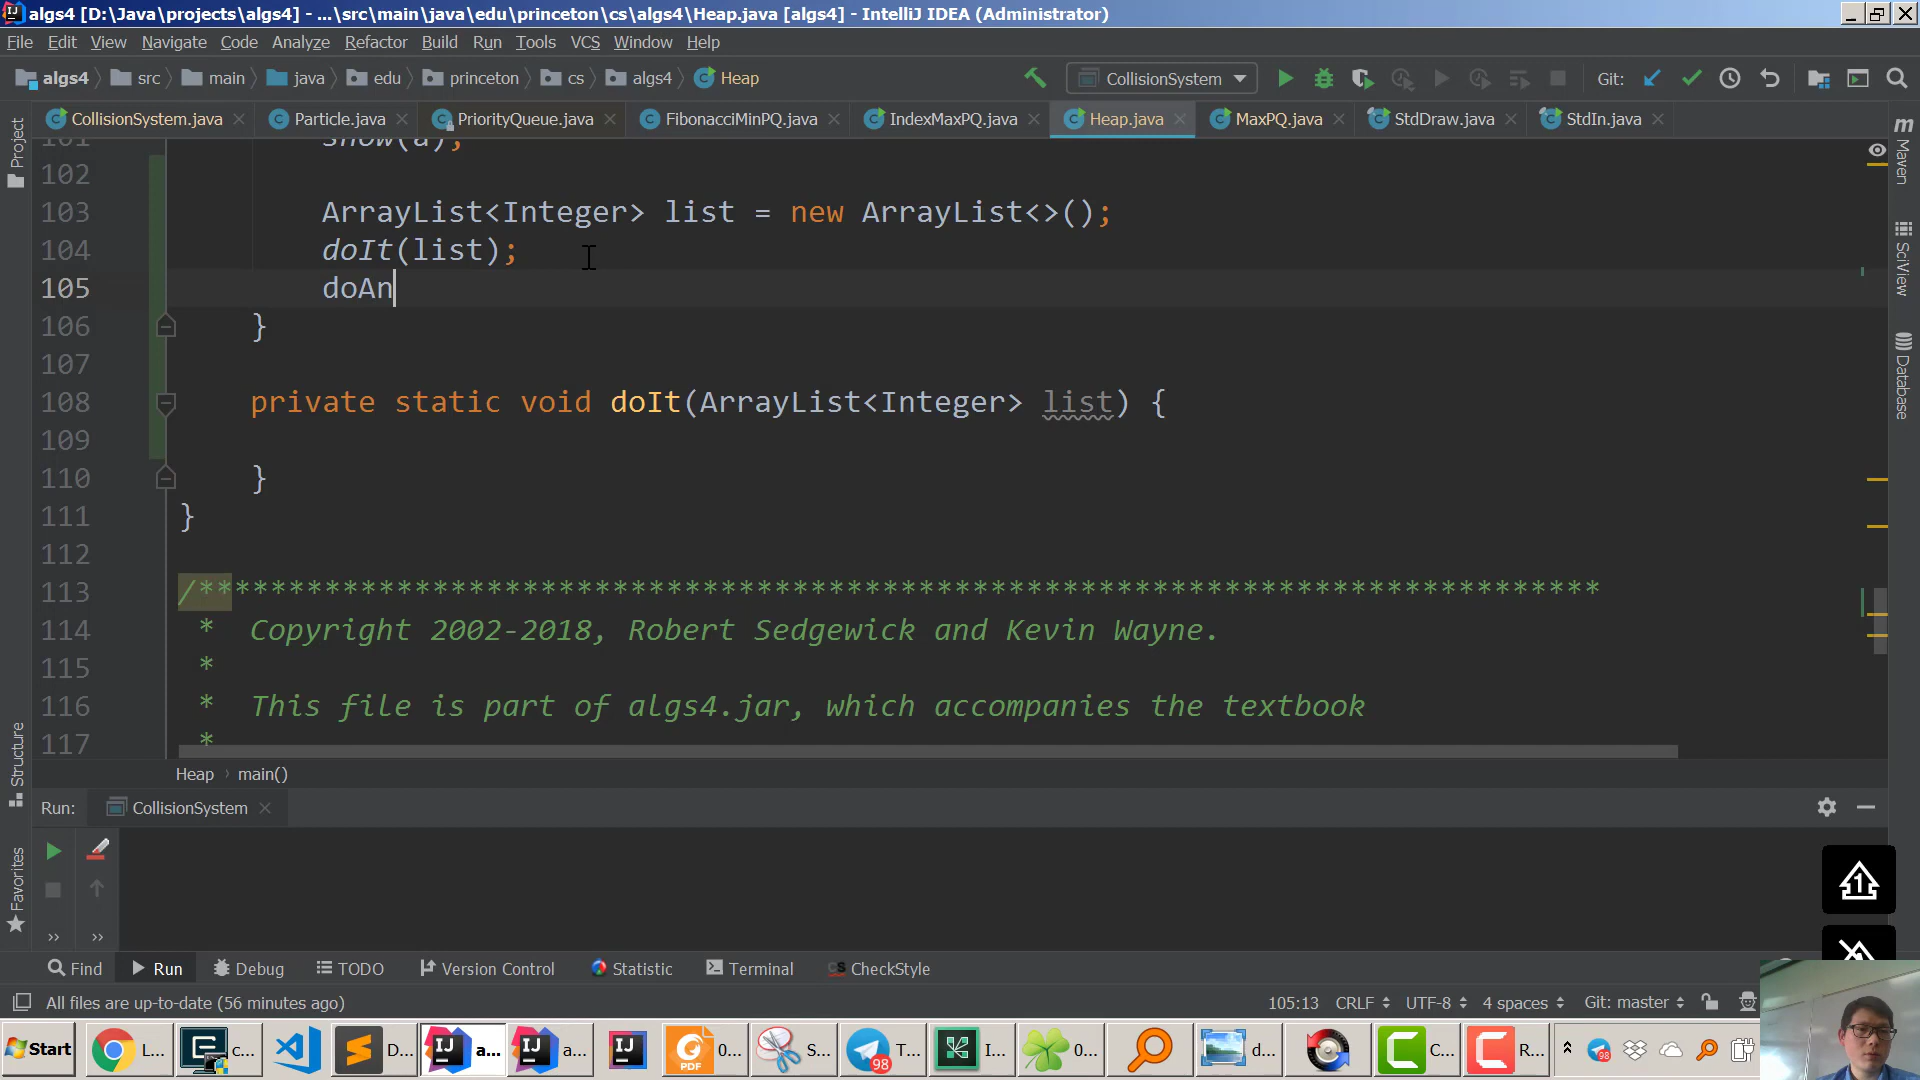 algs4 [D:\Java\projects\algs4] - ...\src\main\java\edu\princeton\cs\algs4\Heap.java [algs4] - IntelliJ IDEA (Administrator)
File Edit View Navigate Code Analyze Refactor Build Run Tools VCS Window Help
algs4 src main java edu princeton cs algs4 Heap CollisionSystem Git:
CollisionSystem.java Particle.java PriorityQueue.java FibonacciMinPQ.java IndexMaxPQ.java Heap.java MaxPQ.java StdDraw.java StdIn.java
101 show(a);
102
103 ArrayList<Integer> list = new ArrayList<>();
104 doIt(list);
105 doAn
106 }
107
108 private static void doIt(ArrayList<Integer> list) {
109
110 }
111 }
112
113 /******************************************************************************
114 * Copyright 2002-2018, Robert Sedgewick and Kevin Wayne.
115 *
116 * This file is part of algs4.jar, which accompanies the textbook
117 *
Project
Structure
Favorites
Maven
SciView
Database
Heap › main()
Run: CollisionSystem
Find Run Debug TODO Version Control Statistic Terminal CheckStyle
All files are up-to-date (56 minutes ago) 105:13 CRLF UTF-8 4 spaces Git: master
Start L... c... D... a... a... 0... S... T... I... 0... d... C... R...